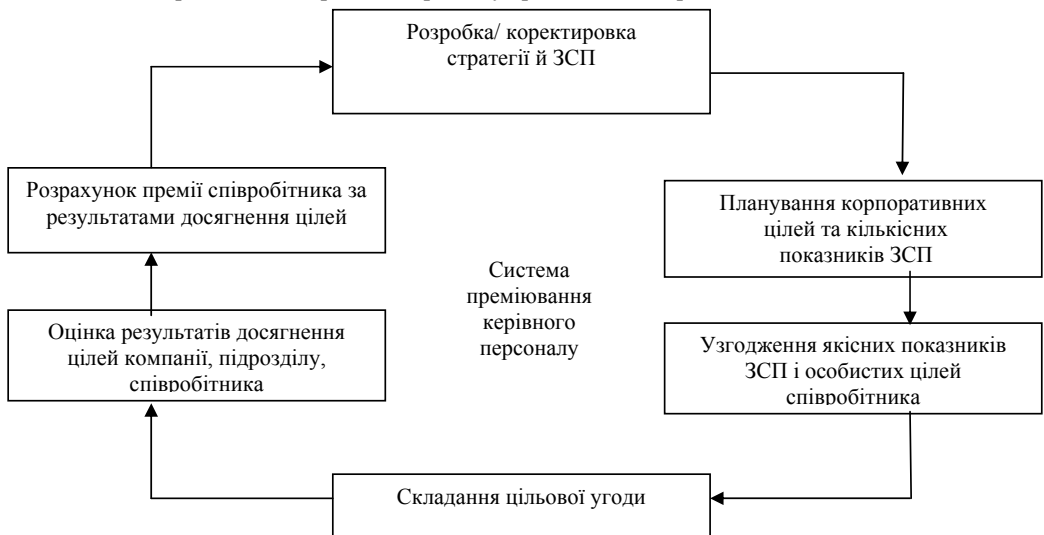 Розробка/ коректировка
стратегії й ЗСП
Розрахунок премії співробітника за
результатами досягнення цілей
Планування корпоративних
цілей та кількісних
показників ЗСП
Система
преміювання
керівного
персоналу
Оцінка результатів досягнення
цілей компанії, підрозділу,
співробітника
Узгодження якісних показників
ЗСП і особистих цілей
співробітника
Складання цільової угоди